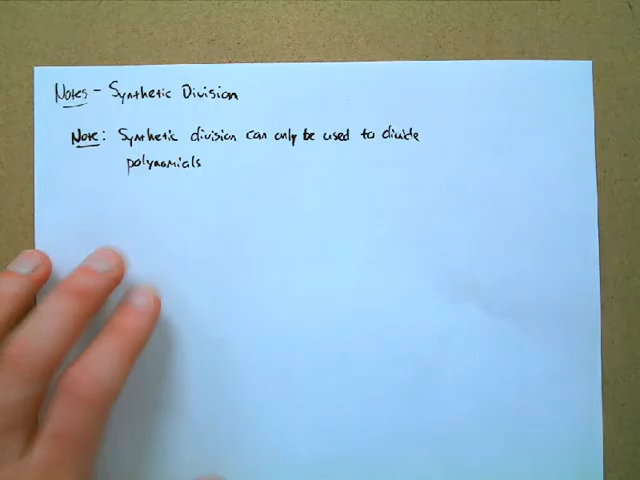 Notes - Synthetic Division
Note: Synthetic division can only be used to divide
polynomials